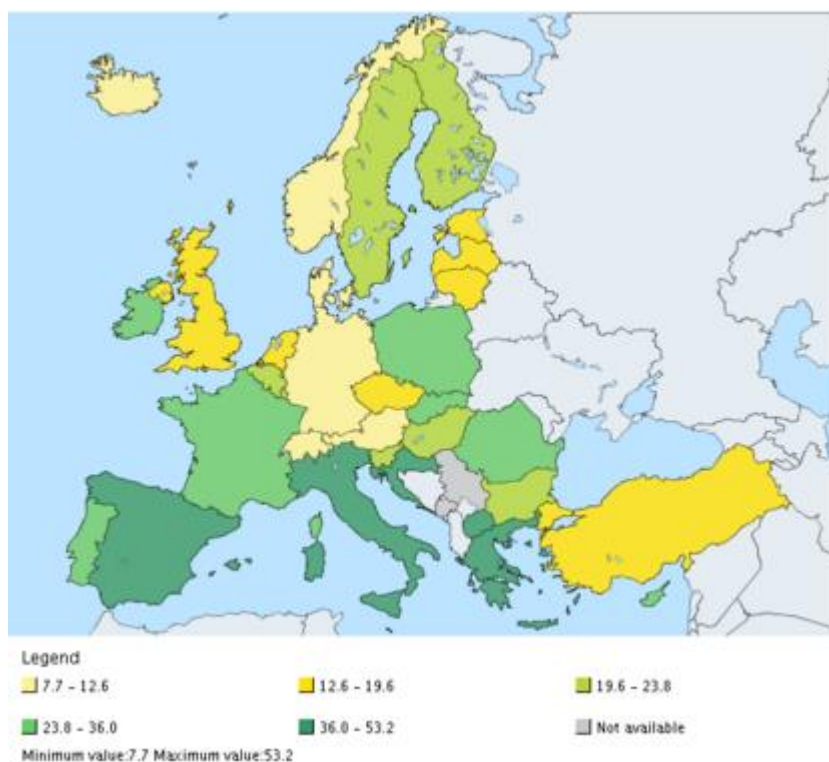 Legend
7.7 - 12.6 12.6 - 19.6 19.6 - 23.8
23.8 - 36.0 36.0 - 53.2 Not available
Minimum value:7.7 Maximum value:53.2